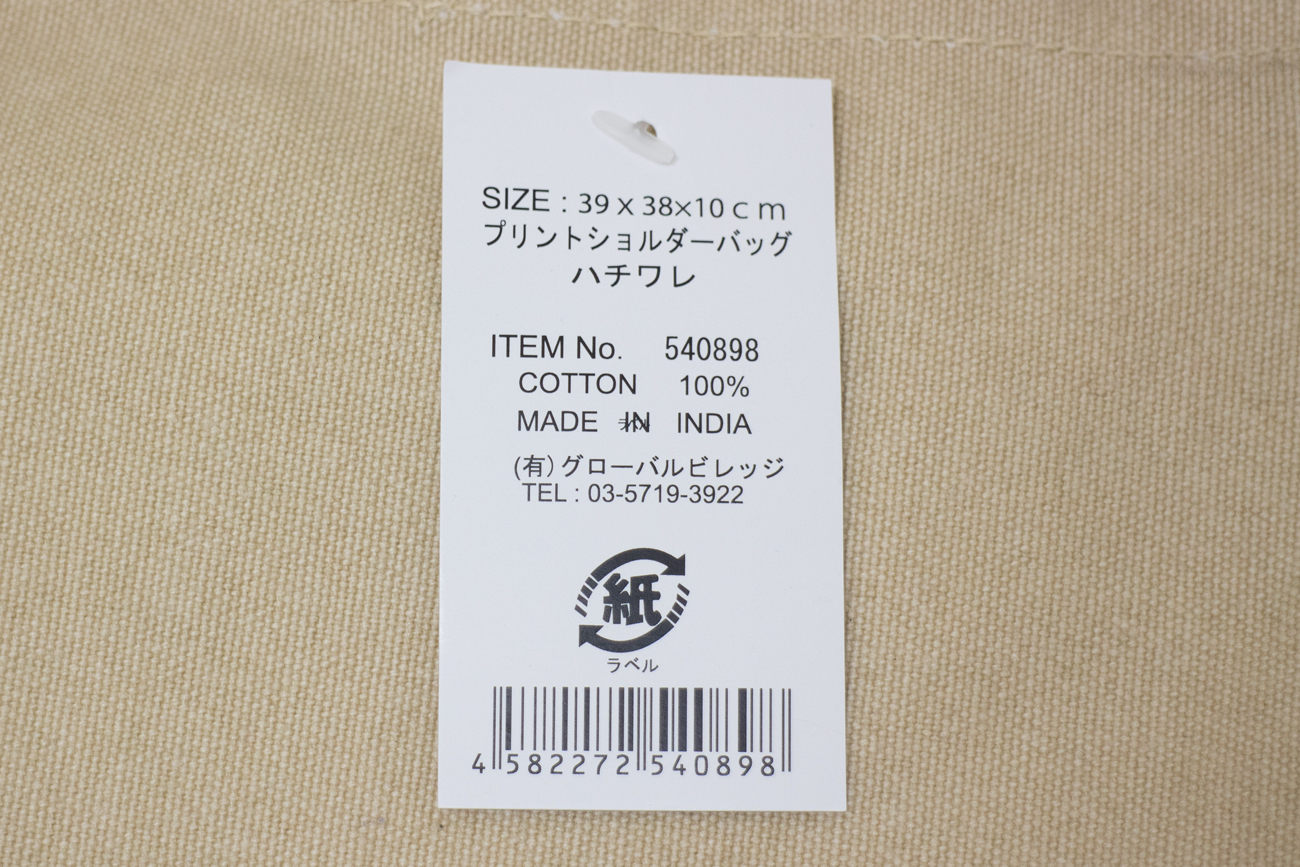 SIZE : 39 x 38×10ｃｍ
プリントショルダーバッグ
ハチワレ
ITEM No. 540898
COTTON 100%
MADE IN INDIA
(有)グローバルビレッジ
TEL : 03-5719-3922
紙
ラベル
4 582272 540898